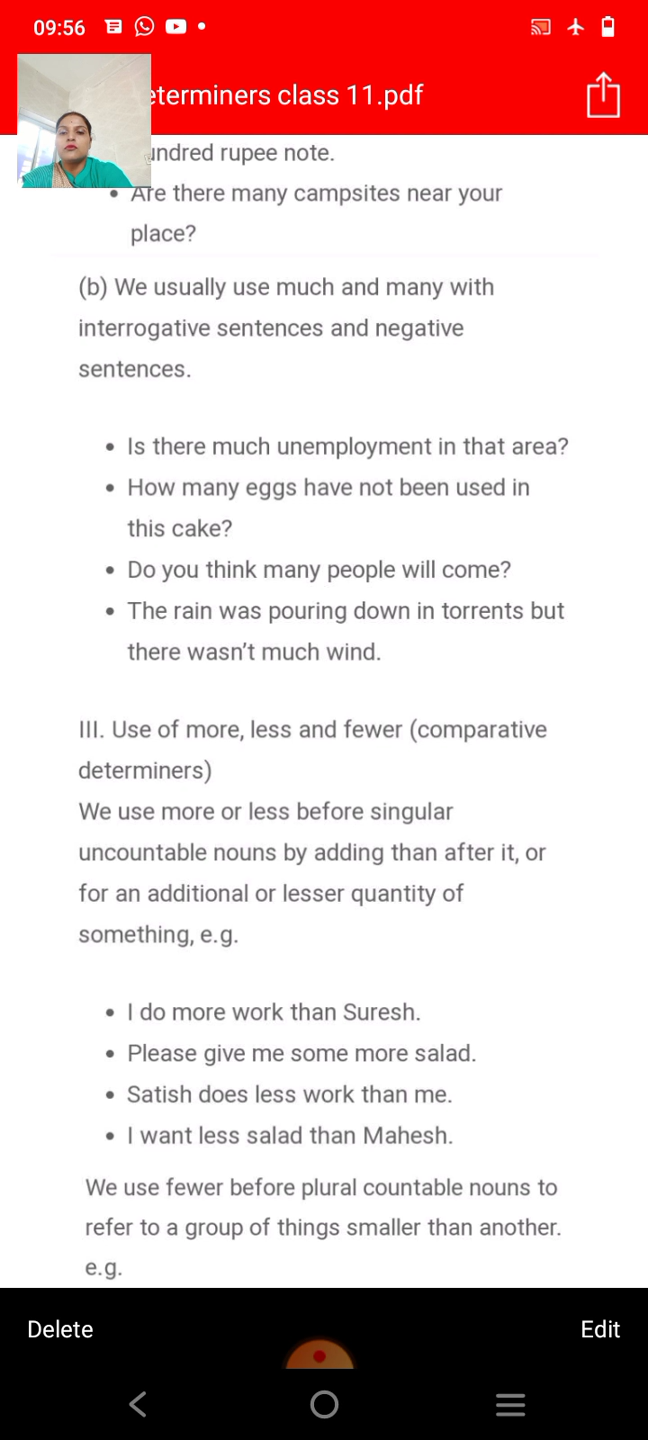 09:56
eterminers class 11.pdf
undred rupee note.
• Are there many campsites near your
place?
(b) We usually use much and many with
interrogative sentences and negative
sentences.
• Is there much unemployment in that area?
• How many eggs have not been used in
this cake?
• Do you think many people will come?
• The rain was pouring down in torrents but
there wasn’t much wind.
III. Use of more, less and fewer (comparative
determiners)
We use more or less before singular
uncountable nouns by adding than after it, or
for an additional or lesser quantity of
something, e.g.
• I do more work than Suresh.
• Please give me some more salad.
• Satish does less work than me.
• I want less salad than Mahesh.
We use fewer before plural countable nouns to
refer to a group of things smaller than another.
e.g.
Delete
Edit